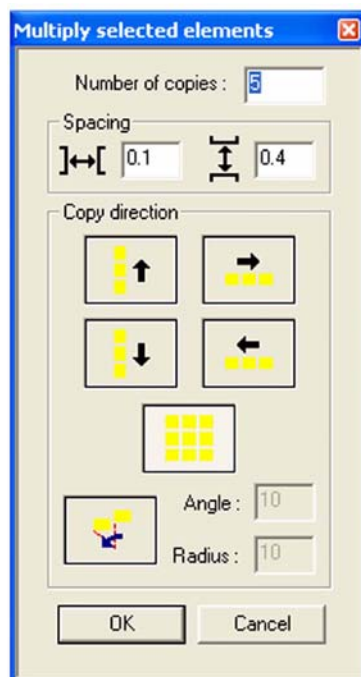 Multiply selected elements
Number of copies : 5
Spacing
0.1 0.4
Copy direction
Angle : 10
Radius : 10
OK Cancel